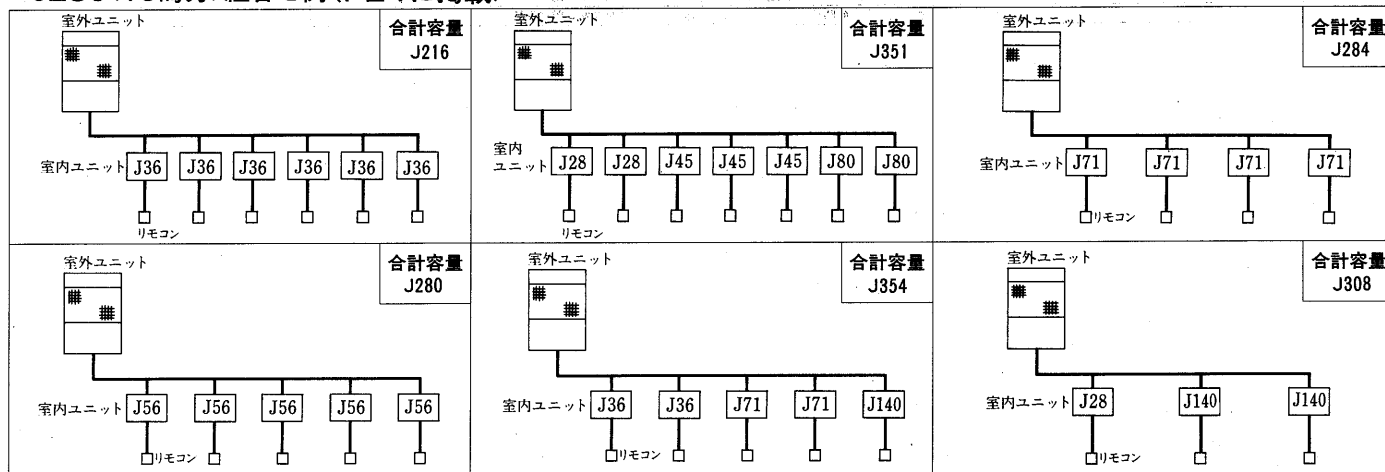 室外ユニット
合計容量
J216
室内ユニット J36 J36 J36 J36 J36 J36
リモコン
室外ユニット
合計容量
J351
室内
ユニット J28 J28 J45 J45 J45 J80 J80
リモコン
室外ユニット
合計容量
J284
室内ユニット J71 J71 J71 J71
リモコン
室外ユニット
合計容量
J280
室内ユニット J56 J56 J56 J56 J56
リモコン
室外ユニット
合計容量
J354
室内ユニット J36 J36 J71 J71 J140
リモコン
室外ユニット
合計容量
J308
室内ユニット J28 J140 J140
リモコン